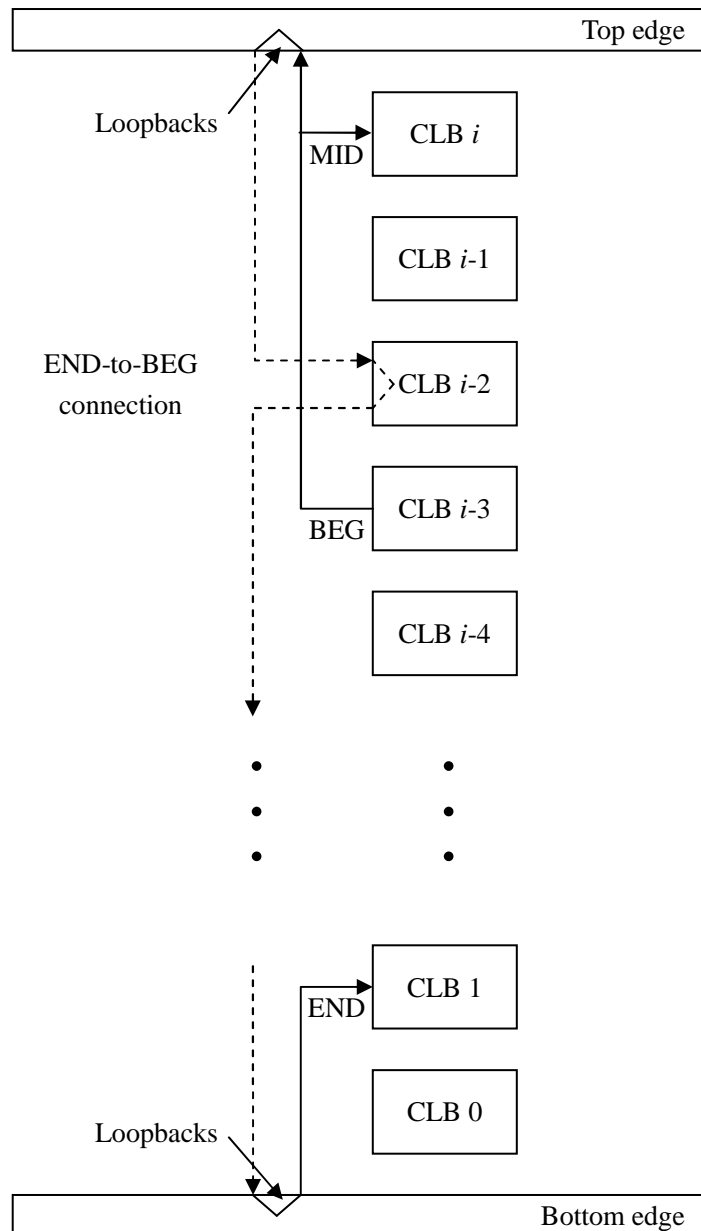 Top edge
Loopbacks
CLB i
MID
CLB i-1
END-to-BEG
connection
CLB i-2
CLB i-3
BEG
CLB i-4
CLB 1
END
CLB 0
Loopbacks
Bottom edge